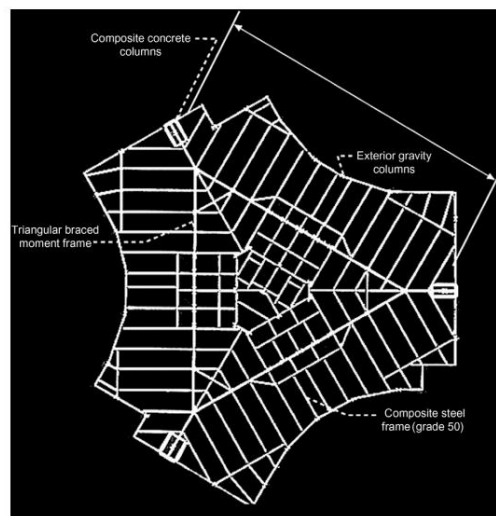 Composite concrete
columns
Exterior gravity
columns
Triangular braced
moment frame
Composite steel
frame (grade 50)